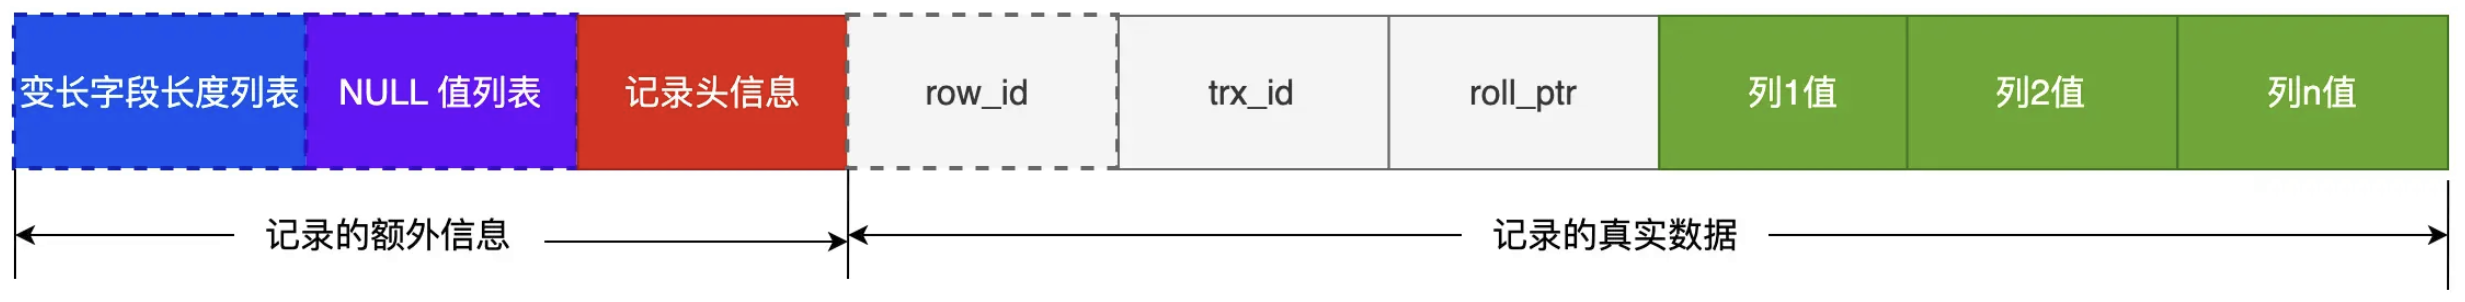 变长字段长度列表
NULL 值列表
记录头信息
row_id
trx_id
roll_ptr
列1值
列2值
列n值
记录的额外信息
记录的真实数据